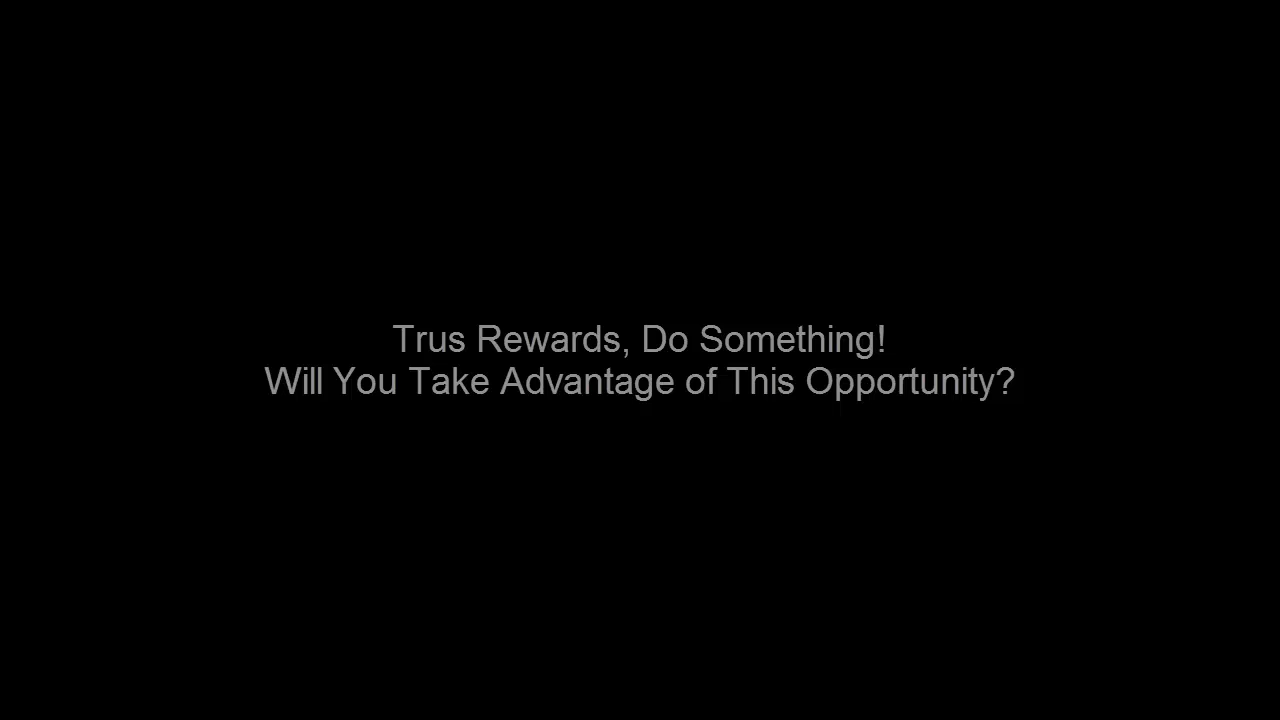 Trus Rewards, Do Something!
Will You Take Advantage of This Opportunity?